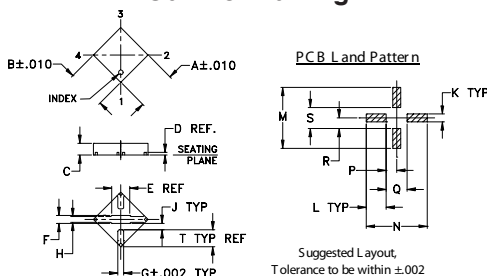 3
4
2
B±.010
A±.010
INDEX
1
D REF.
SEATING
PLANE
C
E REF
J TYP
F
H
T TYP REF
G±.002 TYP
PCB Land Pattern
K TYP
M
S
R
P
Q
L TYP
N
Suggested Layout,
Tolerance to be within ±.002